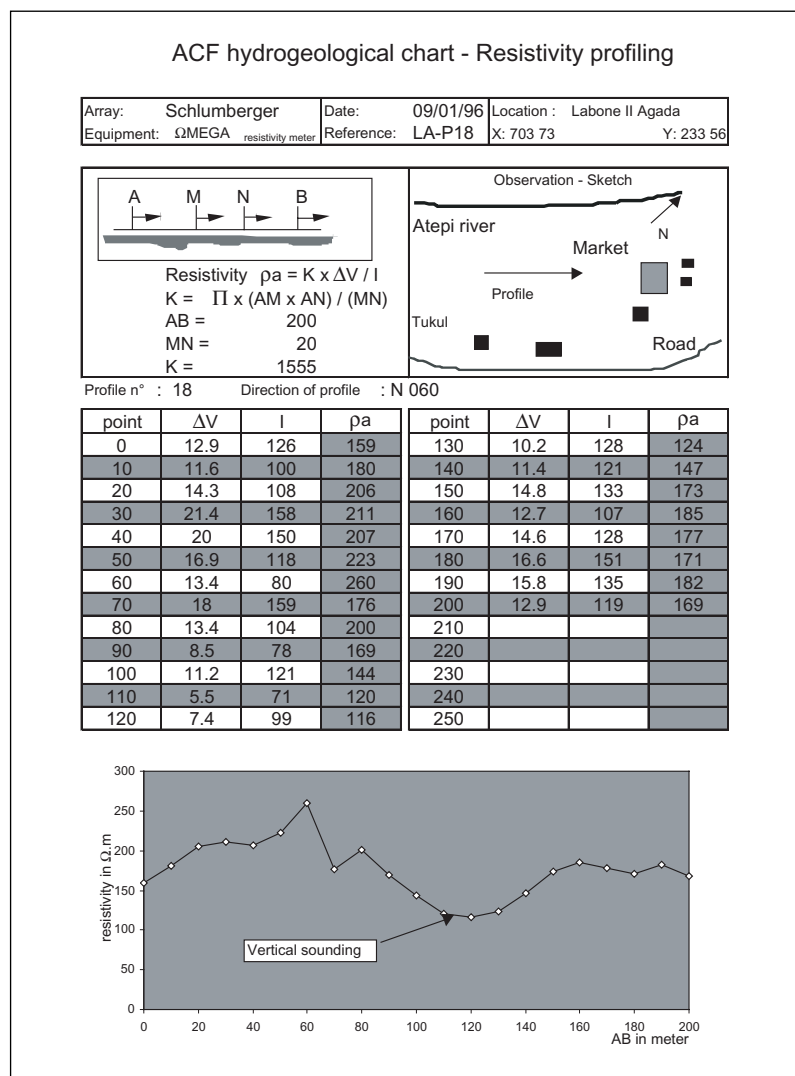 ACF hydrogeological chart - Resistivity profiling
Array: Schlumberger Date: 09/01/96 Location : Labone II Agada
Equipment: ΩMEGA resistivity meter Reference: LA-P18 X: 703 73 Y: 233 56
A M N B
Resistivity ρa = K x ΔV / I
K = Π x (AM x AN) / (MN)
AB = 200
MN = 20
K = 1555
Observation - Sketch
Atepi river
N
Market
Profile
Tukul
Road
Profile n° : 18 Direction of profile : N 060
point ΔV I ρa point ΔV I ρa
0 12.9 126 159 130 10.2 128 124
10 11.6 100 180 140 11.4 121 147
20 14.3 108 206 150 14.8 133 173
30 21.4 158 211 160 12.7 107 185
40 20 150 207 170 14.6 128 177
50 16.9 118 223 180 16.6 151 171
60 13.4 80 260 190 15.8 135 182
70 18 159 176 200 12.9 119 169
80 13.4 104 200 210
90 8.5 78 169 220
100 11.2 121 144 230
110 5.5 71 120 240
120 7.4 99 116 250
300
250
200
150
100
50
0
resistivity in Ω.m
Vertical sounding
0 20 40 60 80 100 120 140 160 180 200
AB in meter